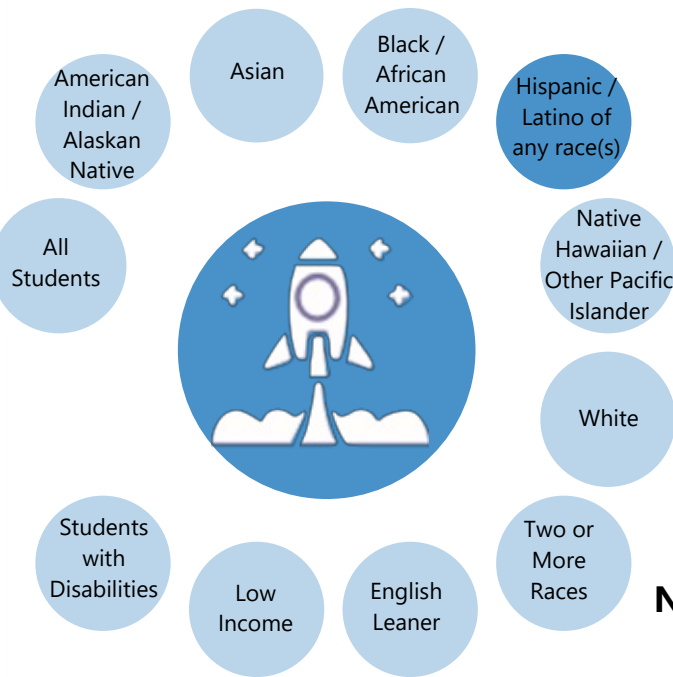 American
Indian /
Alaskan
Native
Asian
Black /
African
American
Hispanic /
Latino of
any race(s)
All
Students
Native
Hawaiian /
Other Pacific
Islander
White
Students
with
Disabilities
Low
Income
English
Leaner
Two or
More
Races
N